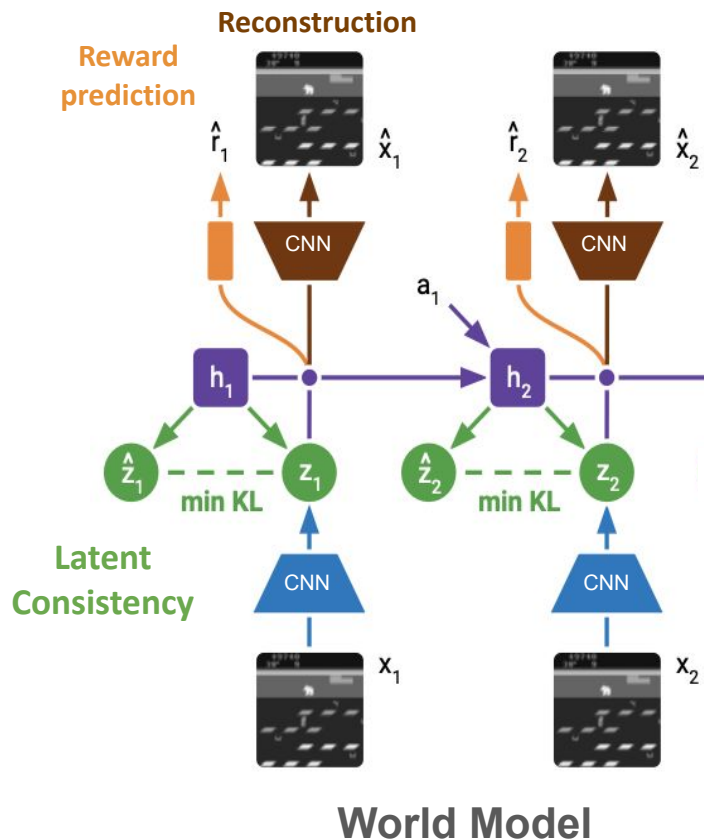 Reconstruction
Reward
prediction
r̂₁
x̂₁
r̂₂
x̂₂
CNN
CNN
a₁
h₁
h₂
ẑ₁
z₁
ẑ₂
z₂
min KL
min KL
Latent
Consistency
CNN
CNN
x₁
x₂
World Model